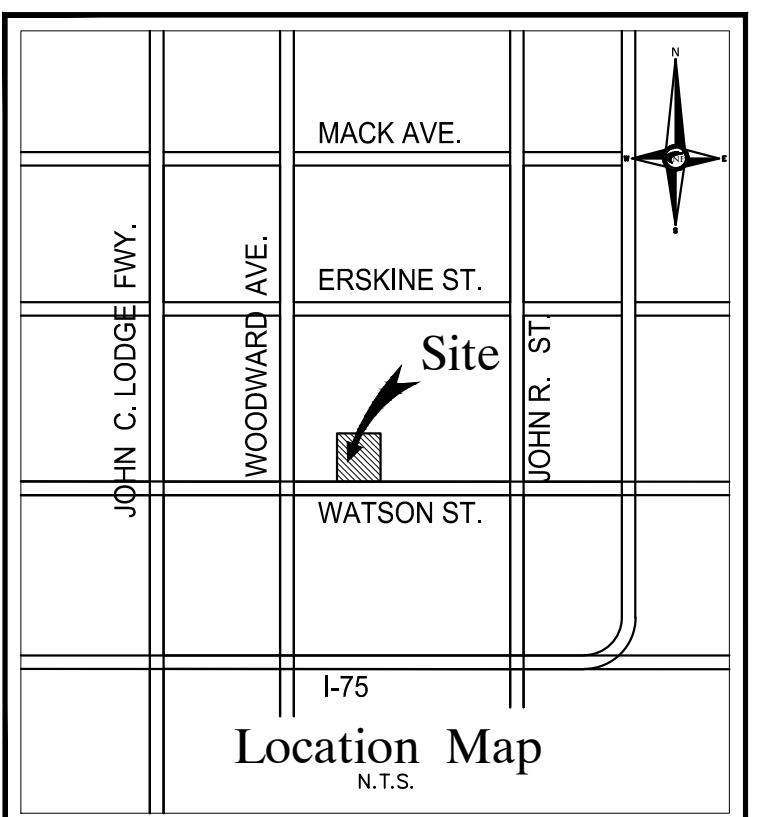 N
MACK AVE.
W
E
S
JOHN C. LODGE FWY.
WOODWARD AVE.
ERSKINE ST.
Site
JOHN R. ST.
WATSON ST.
I-75
Location Map
N.T.S.